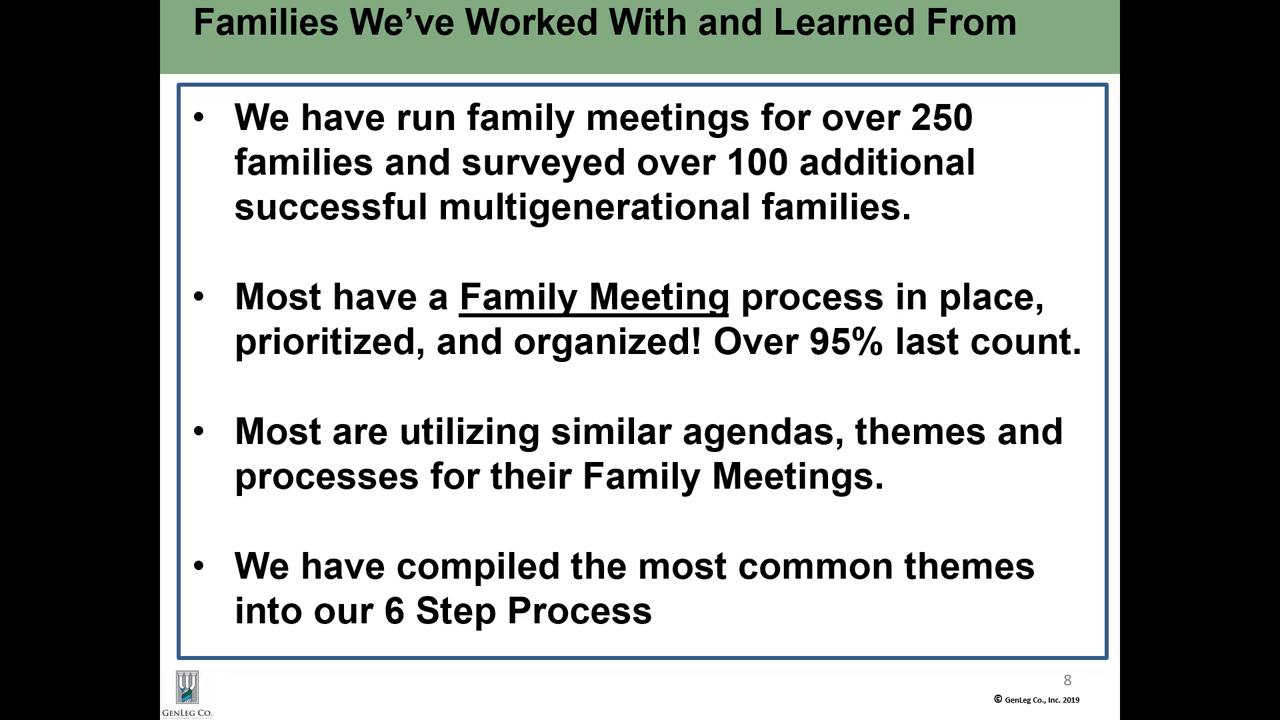 Families We’ve Worked With and Learned From
• We have run family meetings for over 250
families and surveyed over 100 additional
successful multigenerational families.
• Most have a Family Meeting process in place,
prioritized, and organized! Over 95% last count.
• Most are utilizing similar agendas, themes and
processes for their Family Meetings.
• We have compiled the most common themes
into our 6 Step Process
8
© GenLeg Co., Inc. 2019
GENLEG CO.